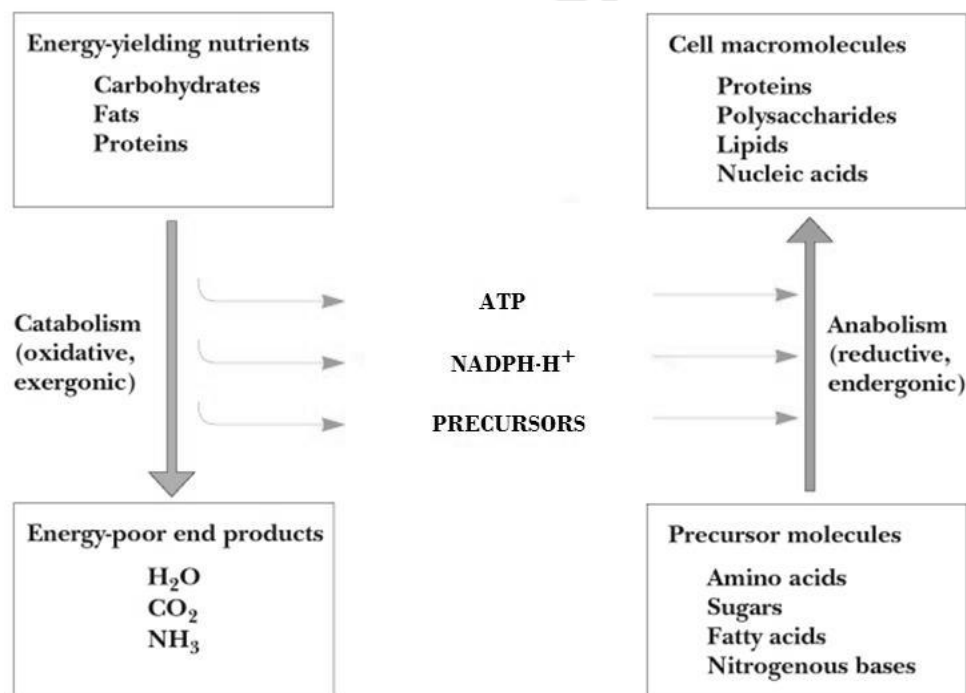 Energy-yielding nutrients
Carbohydrates
Fats
Proteins
Cell macromolecules
Proteins
Polysaccharides
Lipids
Nucleic acids
Catabolism
(oxidative,
exergonic)
ATP
NADPH·H⁺
PRECURSORS
Anabolism
(reductive,
endergonic)
Energy-poor end products
H₂O
CO₂
NH₃
Precursor molecules
Amino acids
Sugars
Fatty acids
Nitrogenous bases